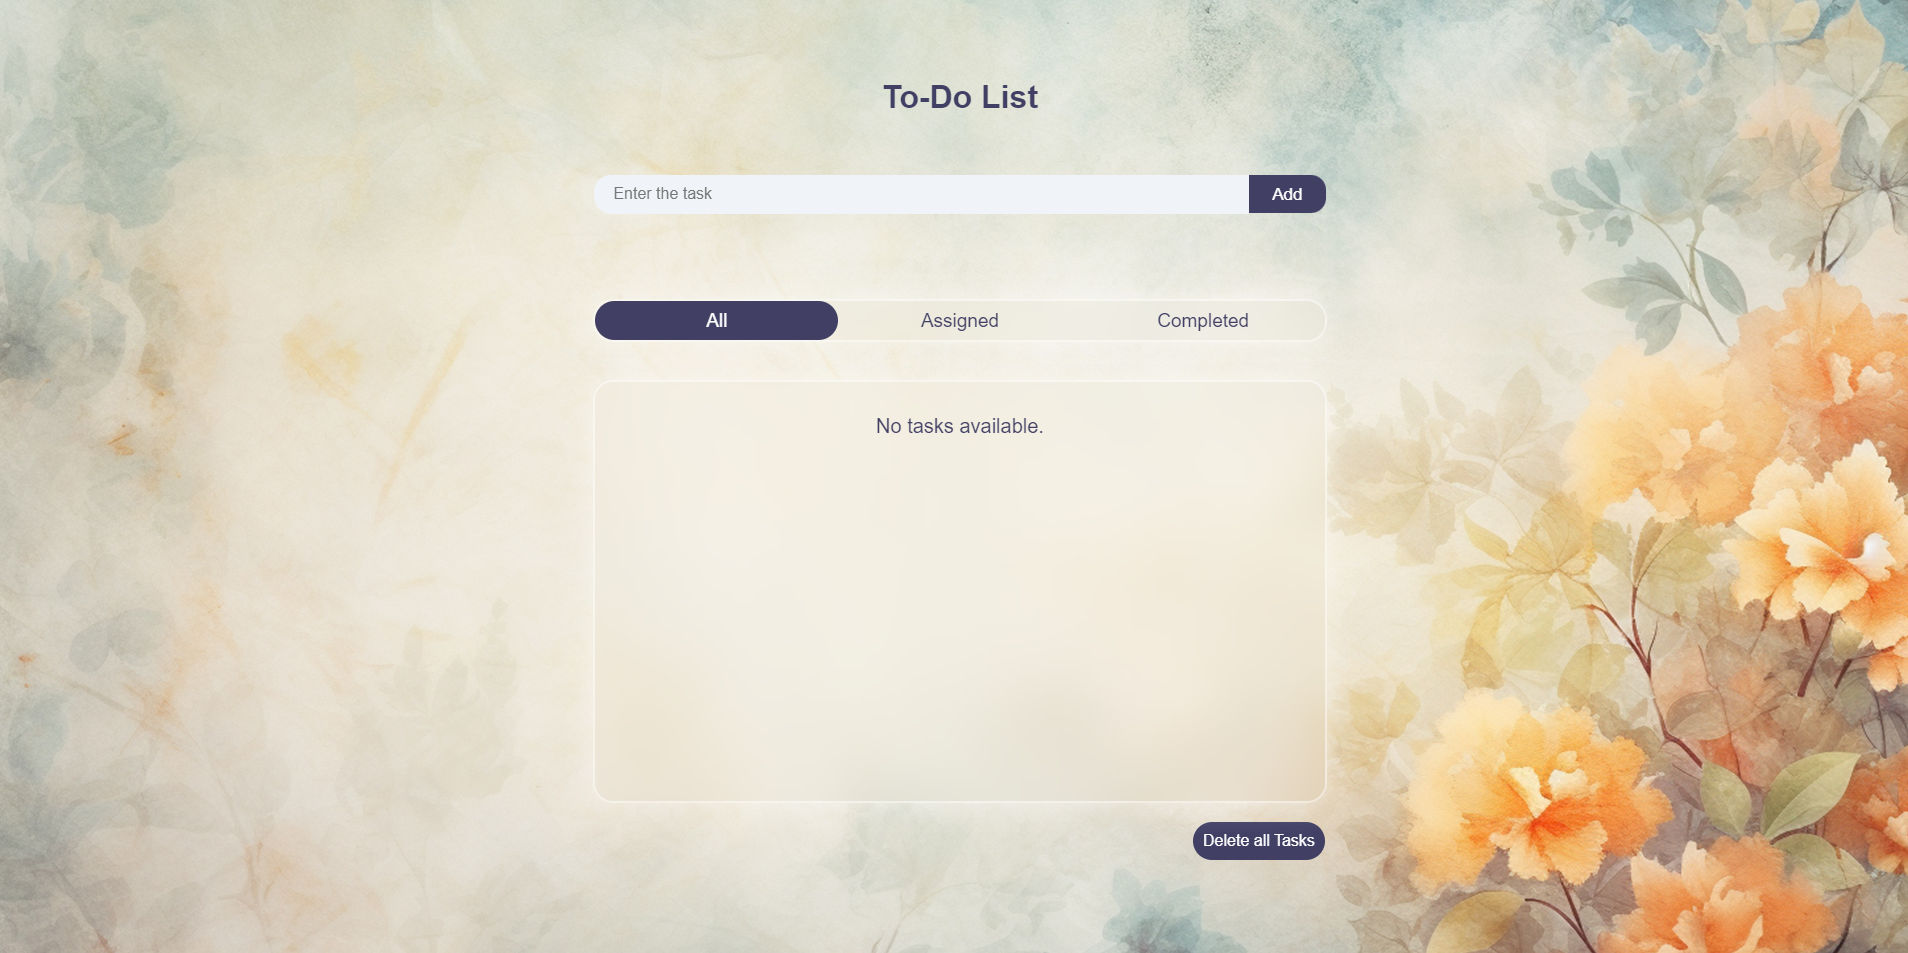 To-Do List
Enter the task
Add
All
Assigned
Completed
No tasks available.
Delete all Tasks